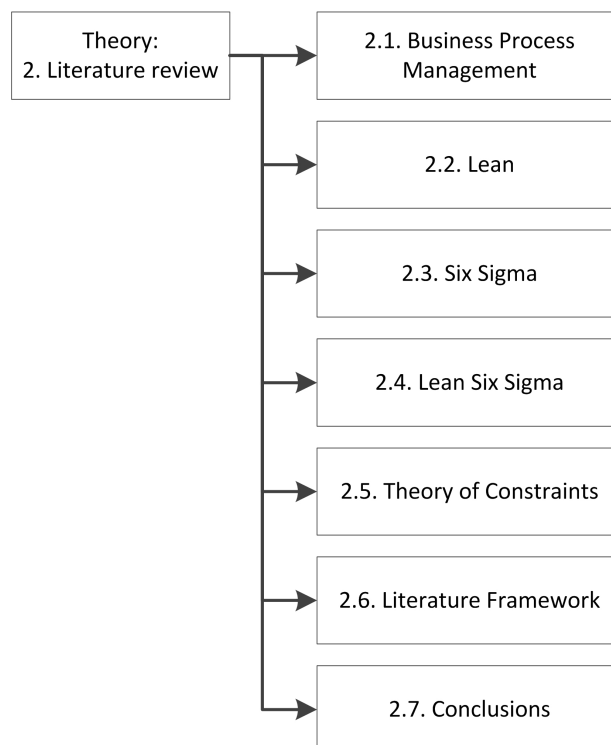 Theory:
2. Literature review
2.1. Business Process
Management
2.2. Lean
2.3. Six Sigma
2.4. Lean Six Sigma
2.5. Theory of Constraints
2.6. Literature Framework
2.7. Conclusions